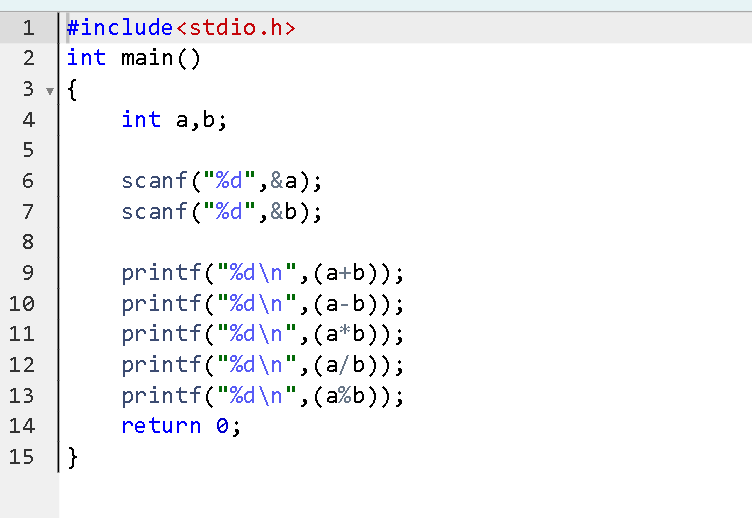 1 #include<stdio.h>
2 int main()
3 {
4     int a,b;
5
6     scanf("%d",&a);
7     scanf("%d",&b);
8
9     printf("%d\n",(a+b));
10     printf("%d\n",(a-b));
11     printf("%d\n",(a*b));
12     printf("%d\n",(a/b));
13     printf("%d\n",(a%b));
14     return 0;
15 }